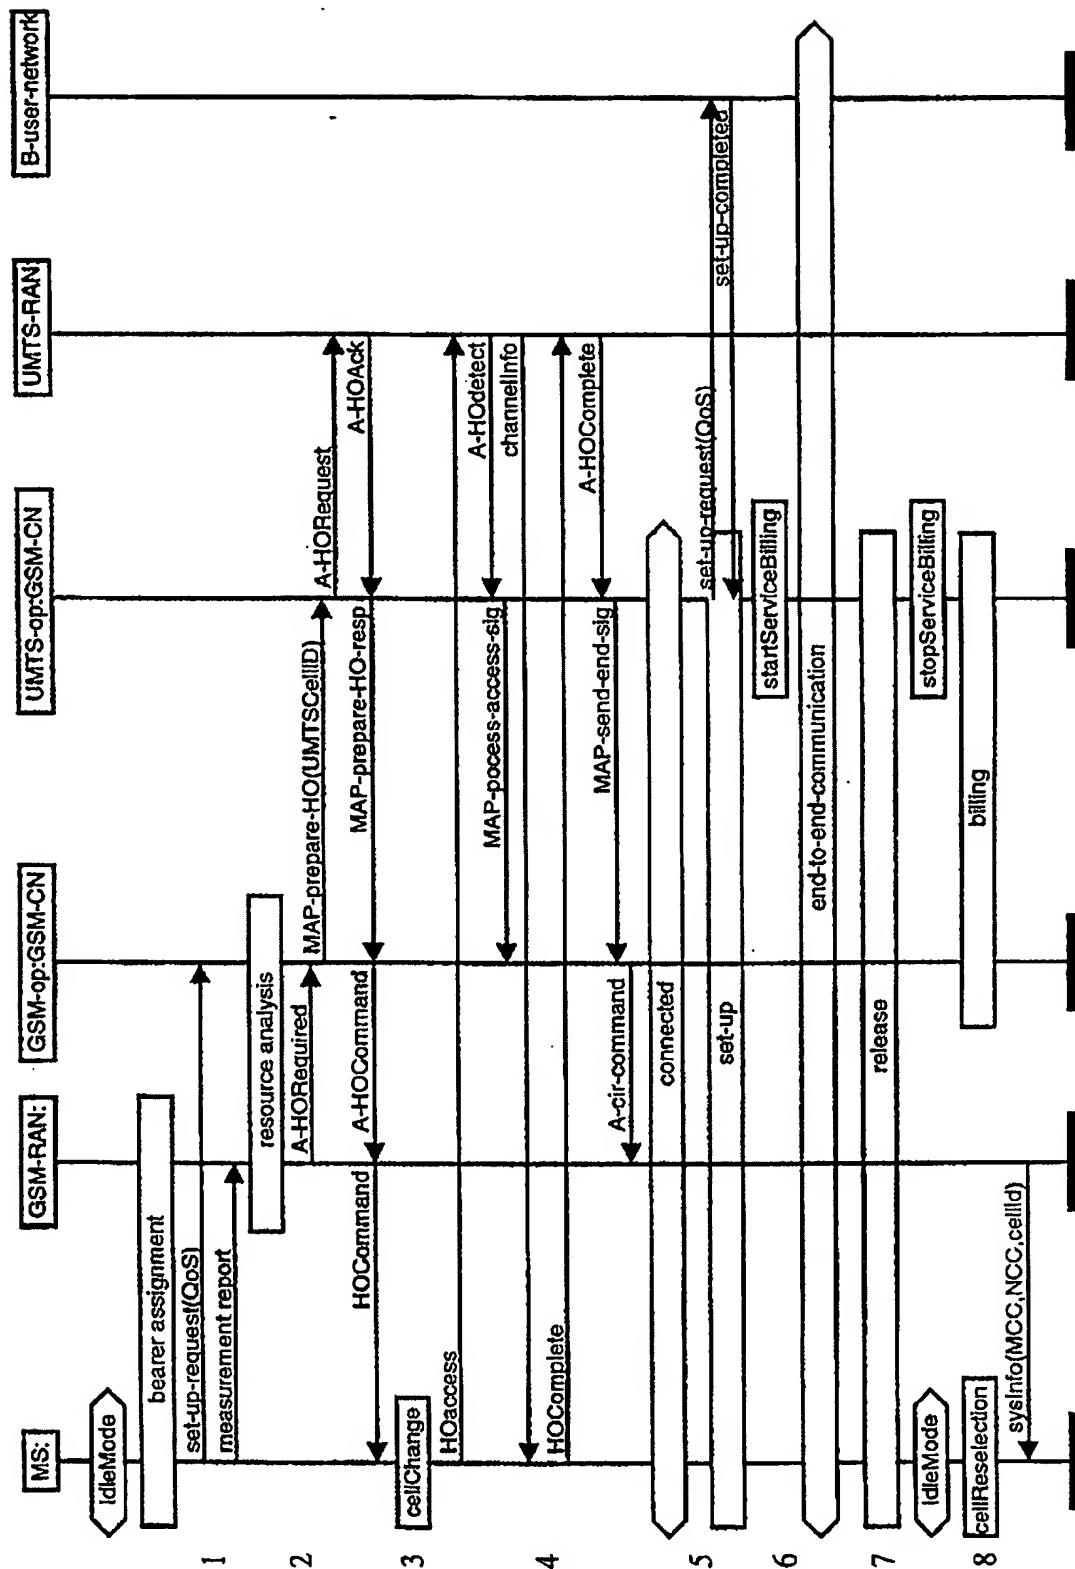 MS:
GSM-RAN:
GSM-op:GSM-CN
UMTS-op:GSM-CN
UMTS-RAN
B-user-network
IdleMode
bearer assignment
1
set-up-request(QoS)
measurement report
resource analysis
2
A-HORequired
MAP-prepare-HO(UMTSCellID)
A-HORequest
A-HOAck
MAP-prepare-HO-resp
A-HOCommand
HOCommand
3
cellChange
HOaccess
A-HOdetect
MAP-pocess-access-sig
channelInfo
4
HOComplete
A-HOComplete
MAP-send-end-sig
A-cir-command
connected
5
set-up
set-up-request(QoS)
set-up-completed
startServiceBilling
6
end-to-end-communication
7
release
IdleMode
stopServiceBilling
8
cellReselection
billing
sysInfo(MCC,NCC,cellId)